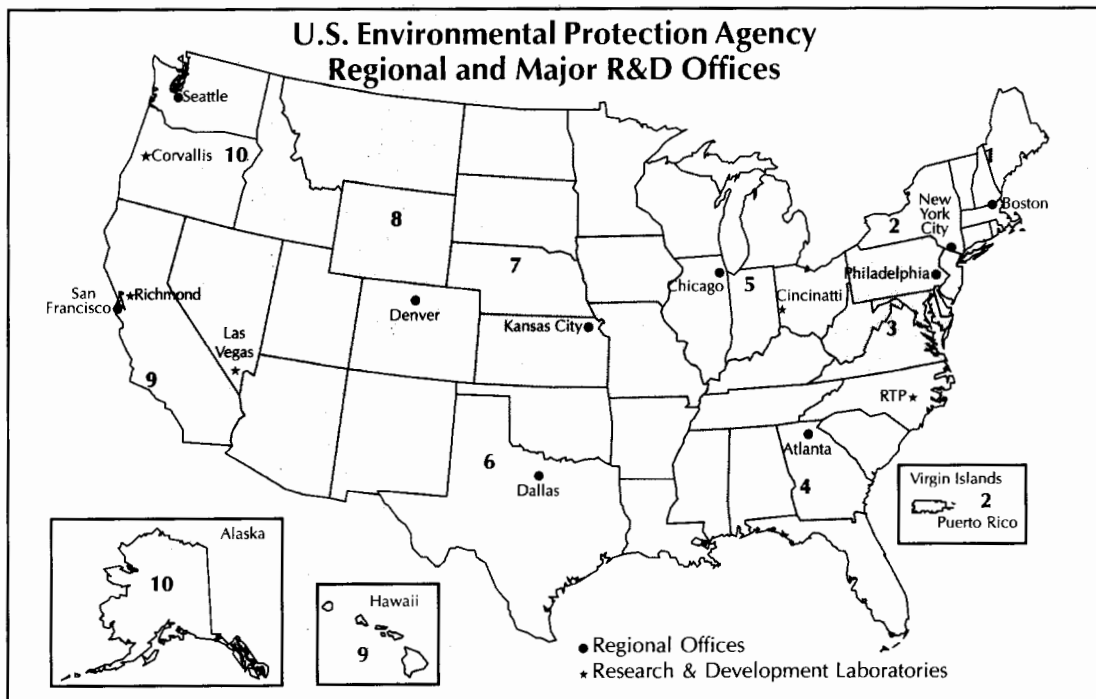 U.S. Environmental Protection Agency
Regional and Major R&D Offices
Seattle
★Corvallis 10
8
1
New
York
City
Boston
2
7
Chicago
5
Cincinatti
Philadelphia
San
Francisco
★Richmond
Denver
Kansas City
3
Las
Vegas
9
RTP★
6
Dallas
Atlanta
4
Virgin Islands
2
Puerto Rico
Alaska
10
Hawaii
9
● Regional Offices
★ Research & Development Laboratories